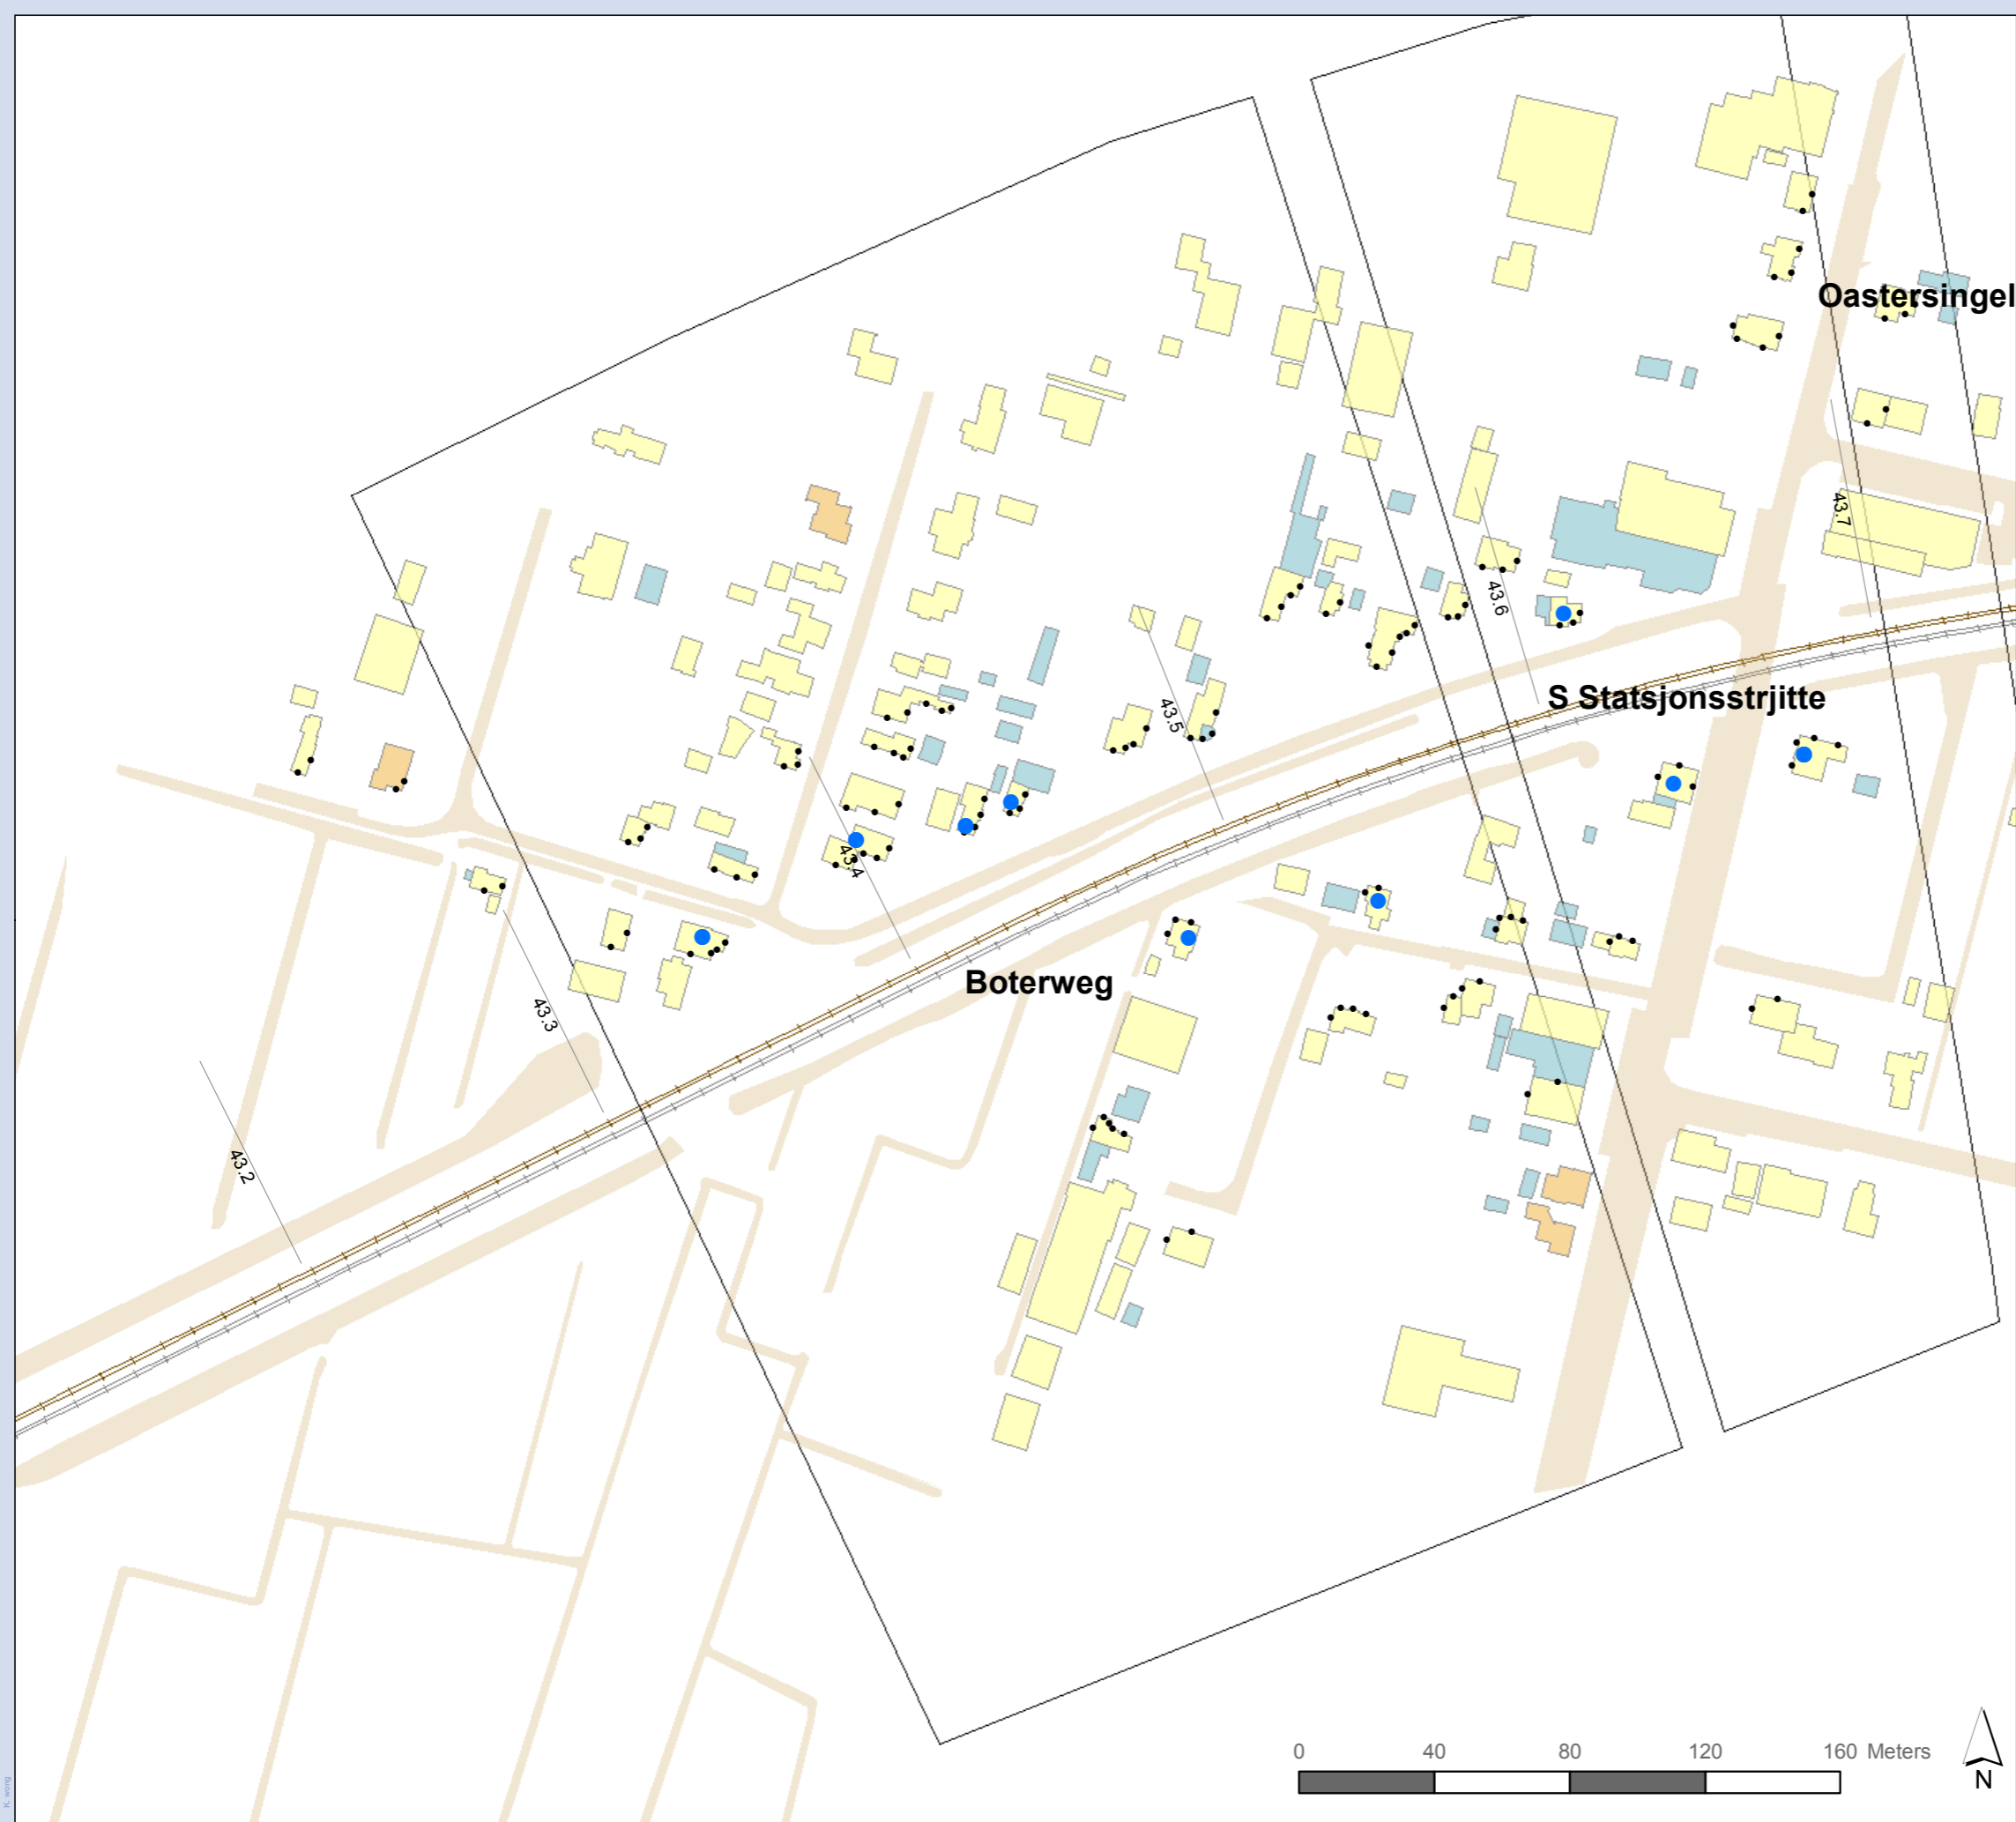 Oastersingel
43.7
43.6
S Statsjonsstrjitte
43.5
43.4
Boterweg
43.3
43.2
0 40 80 120 160 Meters
N
K. wong